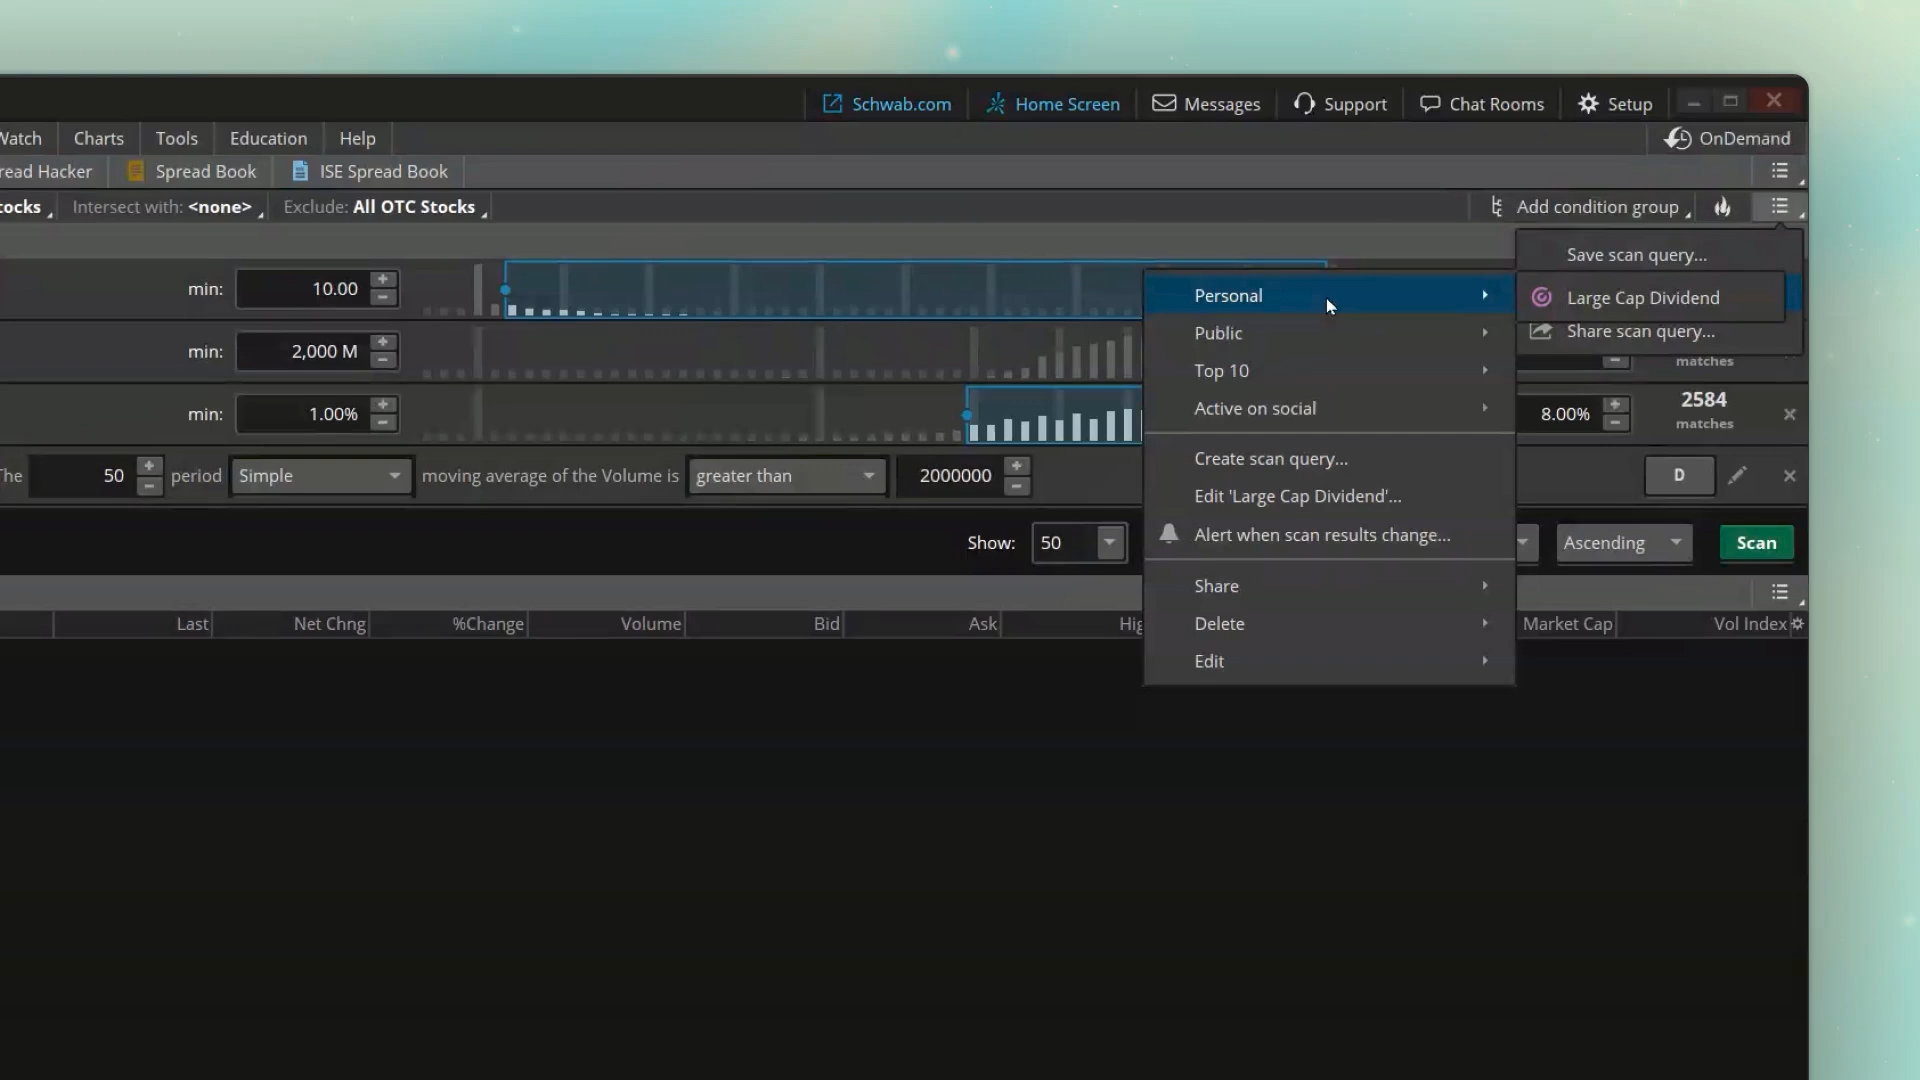 Schwab.com Home Screen Messages Support Chat Rooms Setup
Watch Charts Tools Education Help OnDemand
read Hacker Spread Book ISE Spread Book
tocks Intersect with: <none> Exclude: All OTC Stocks Add condition group
Save scan query...
min: 10.00 Personal Large Cap Dividend
Public Share scan query...
min: 2,000 M matches
Top 10
Active on social
min: 1.00% 8.00% 2584
matches
Create scan query...
The 50 period Simple moving average of the Volume is greater than 2000000 D
Edit 'Large Cap Dividend'...
Show: 50 Alert when scan results change... Ascending Scan
Share
Last Net Chng %Change Volume Bid Ask Hig Delete Market Cap Vol Index
Edit